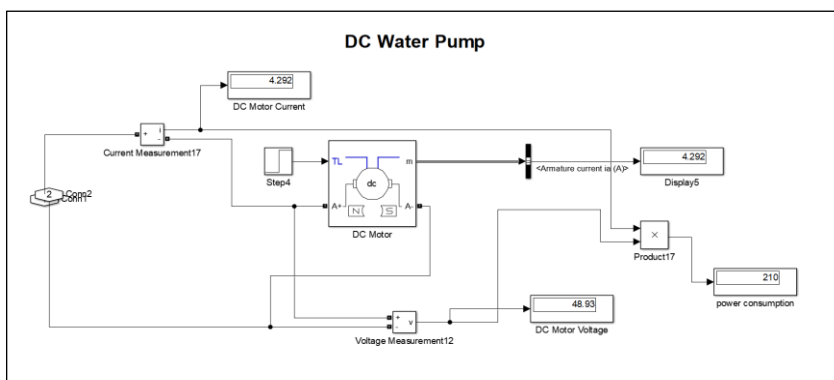 DC Water Pump
4.292
DC Motor Current
+
i
-
Current Measurement17
Step4
TL
m
dc
A+
N
S
A-
DC Motor
<Armature current ia (A)>
4.292
Display5
2
Conn2
Conn1
×
Product17
210
power consumption
+
-
v
Voltage Measurement12
48.93
DC Motor Voltage